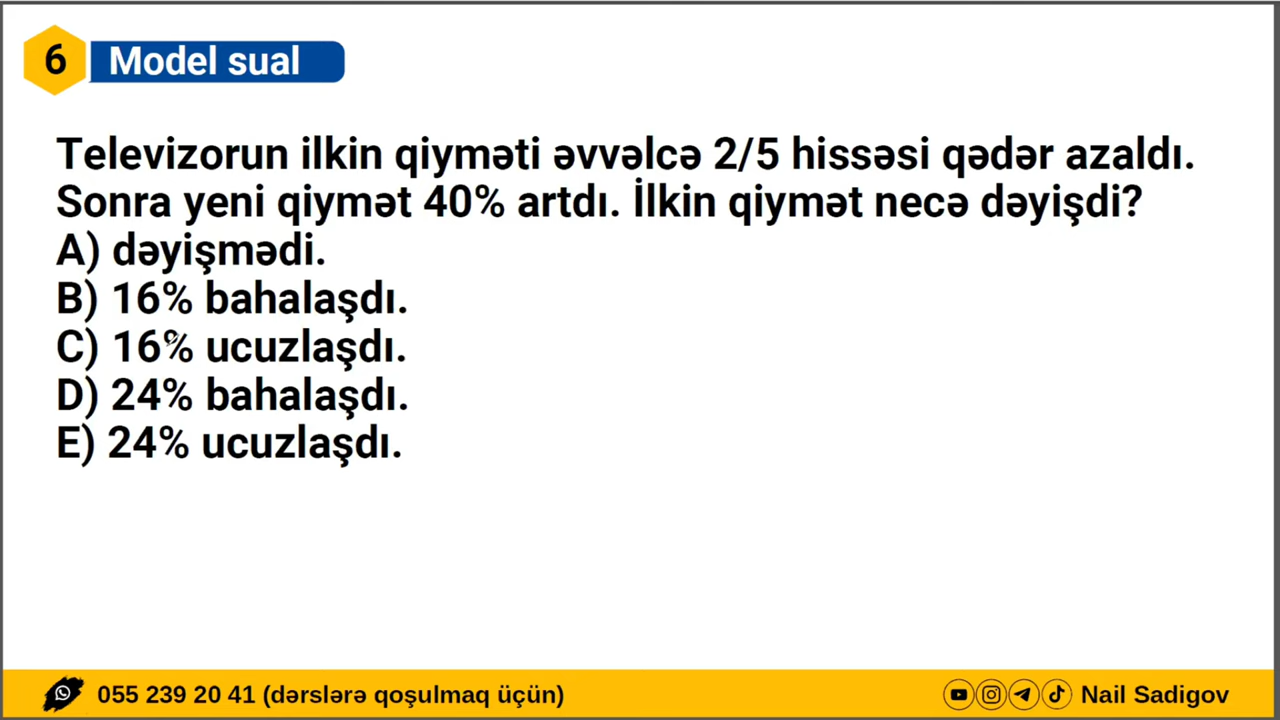 6 Model sual
Televizorun ilkin qiyməti əvvəlcə 2/5 hissəsi qədər azaldı.
Sonra yeni qiymət 40% artdı. İlkin qiymət necə dəyişdi?
A) dəyişmədi.
B) 16% bahalaşdı.
C) 16% ucuzlaşdı.
D) 24% bahalaşdı.
E) 24% ucuzlaşdı.
055 239 20 41 (dərslərə qoşulmaq üçün) Nail Sadigov